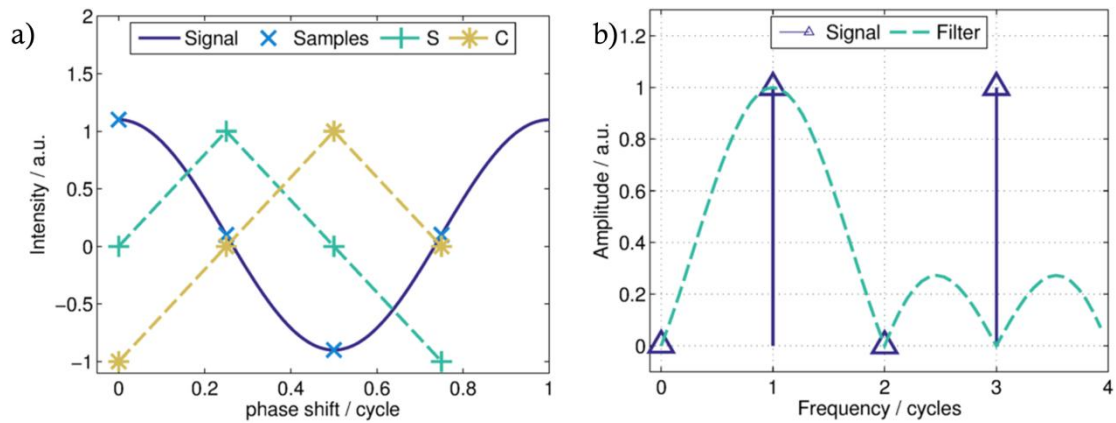 a)
Signal Samples S C
2
1.5
1
0.5
0
−0.5
−1
Intensity / a.u.
0 0.2 0.4 0.6 0.8 1
phase shift / cycle
b)
Signal Filter
1.2
1
0.8
0.6
0.4
0.2
0
Amplitude / a.u.
0 1 2 3 4
Frequency / cycles